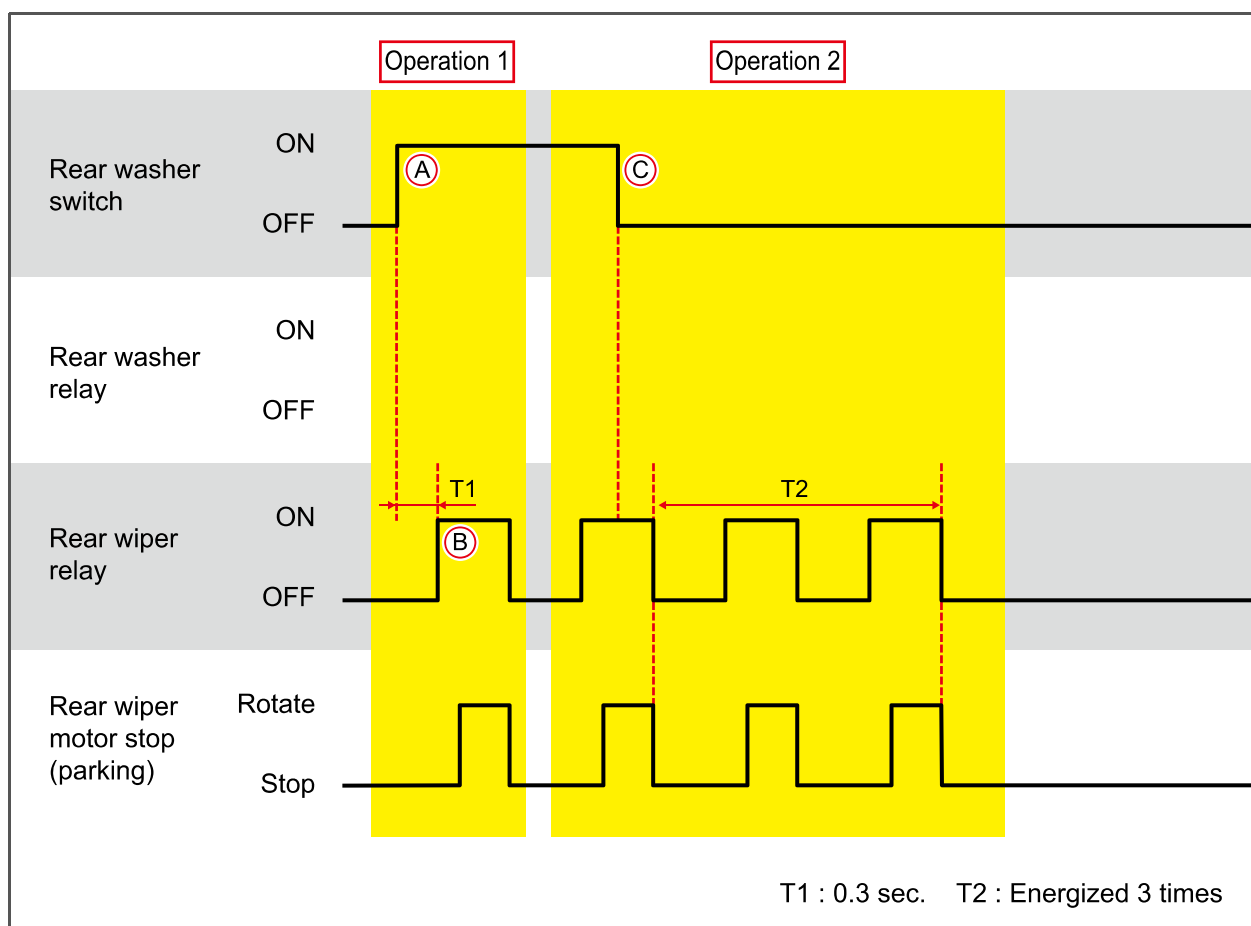 Operation 1
Operation 2
ON
Rear washer
switch
OFF
A
C
ON
Rear washer
relay
OFF
T1
T2
ON
B
Rear wiper
relay
OFF
Rear wiper
motor stop
(parking)
Rotate
Stop
T1 : 0.3 sec. T2 : Energized 3 times